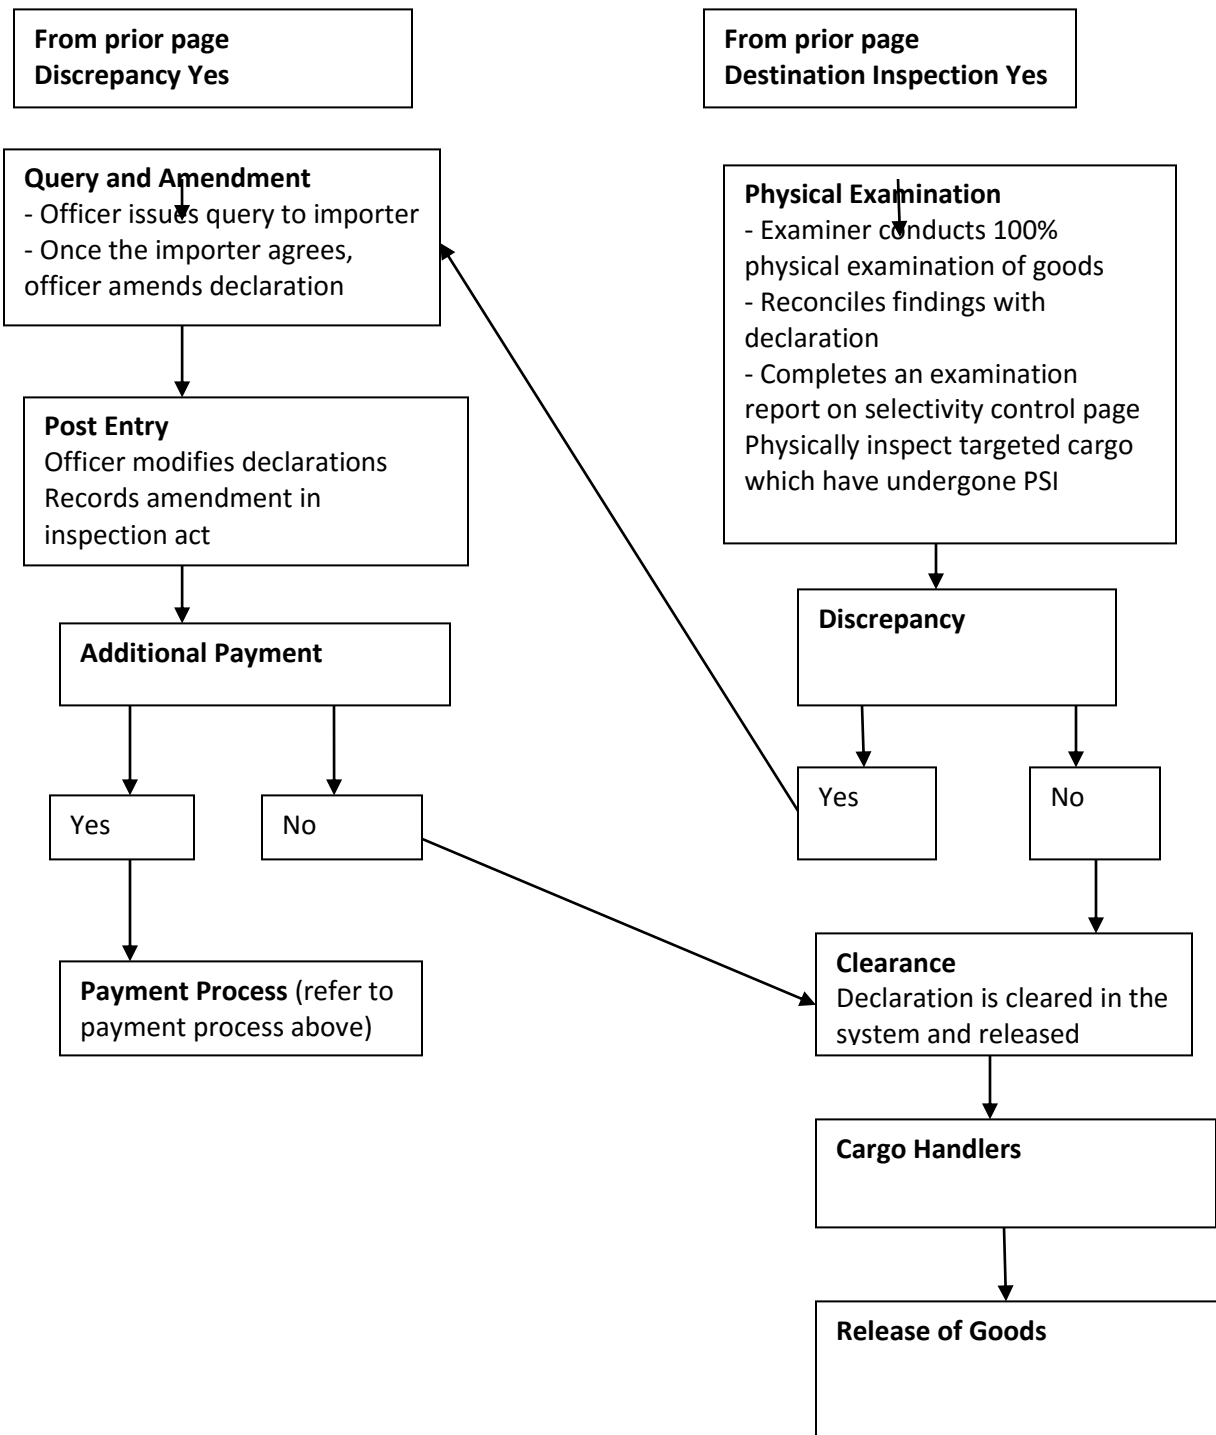 From prior page
Discrepancy Yes
From prior page
Destination Inspection Yes
Query and Amendment
- Officer issues query to importer
- Once the importer agrees,
officer amends declaration
Physical Examination
- Examiner conducts 100%
physical examination of goods
- Reconciles findings with
declaration
- Completes an examination
report on selectivity control page
Physically inspect targeted cargo
which have undergone PSI
Post Entry
Officer modifies declarations
Records amendment in
inspection act
Discrepancy
Additional Payment
Yes
No
Yes
No
Payment Process (refer to
payment process above)
Clearance
Declaration is cleared in the
system and released
Cargo Handlers
Release of Goods